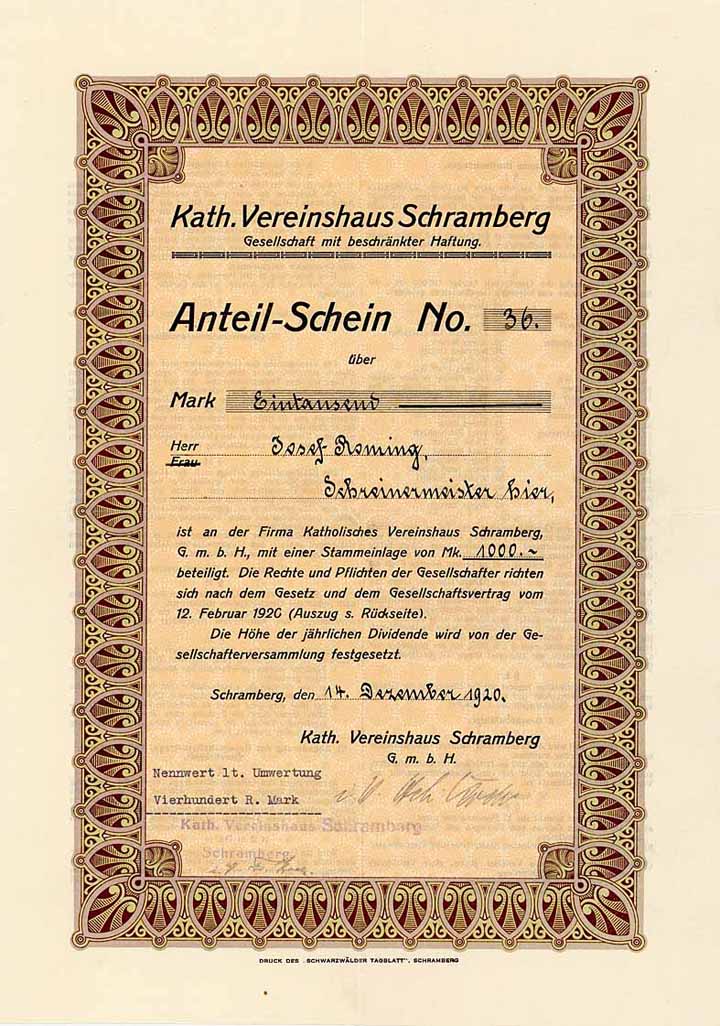 Kath. Vereinshaus Schramberg
Gesellschaft mit beschränkter Haftung.
Anteil-Schein No. 36.
über
Mark Eintausend
Herr Josef Roming,
Frau
Schreinermeister hier,
ist an der Firma Katholisches Vereinshaus Schramberg,
G. m. b. H., mit einer Stammeinlage von Mk. 1000.-
beteiligt. Die Rechte und Pflichten der Gesellschafter richten
sich nach dem Gesetz und dem Gesellschaftsvertrag vom
12. Februar 1920 (Auszug s. Rückseite).
Die Höhe der jährlichen Dividende wird von der Ge-
sellschafterversammlung festgesetzt.
Schramberg, den 14. Dezember 1920.
Kath. Vereinshaus Schramberg
G. m. b. H.
Nennwert lt. Umwertung
Vierhundert R. Mark
Kath. Vereinshaus Schramberg
Schramberg
DRUCK DES „SCHWARZWÄLDER TAGBLATT", SCHRAMBERG